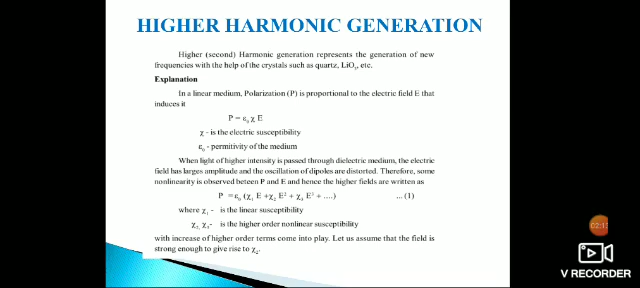 HIGHER HARMONIC GENERATION
Higher (second) Harmonic generation represents the generation of new
frequencies with the help of the crystals such as quartz, LiO₃, etc.
Explanation
In a linear medium, Polarization (P) is proportional to the electric field E that
induces it
P = ε₀ χ E
χ - is the electric susceptibility
ε₀ - permitivity of the medium
When light of higher intensity is passed through dielectric medium, the electric
field has larges amplitude and the oscillation of dipoles are distorted. Therefore, some
nonlinearity is observed beteen P and E and hence the higher fields are written as
P =ε₀ (χ₁ E +χ₂ E² + χ₃ E³ + ....) ... (1)
where χ₁ - is the linear susceptibility
χ₂, χ₃- is the higher order nonlinear susceptibility
with increase of higher order terms come into play. Let us assume that the field is
strong enough to give rise to χ₂.
V RECORDER